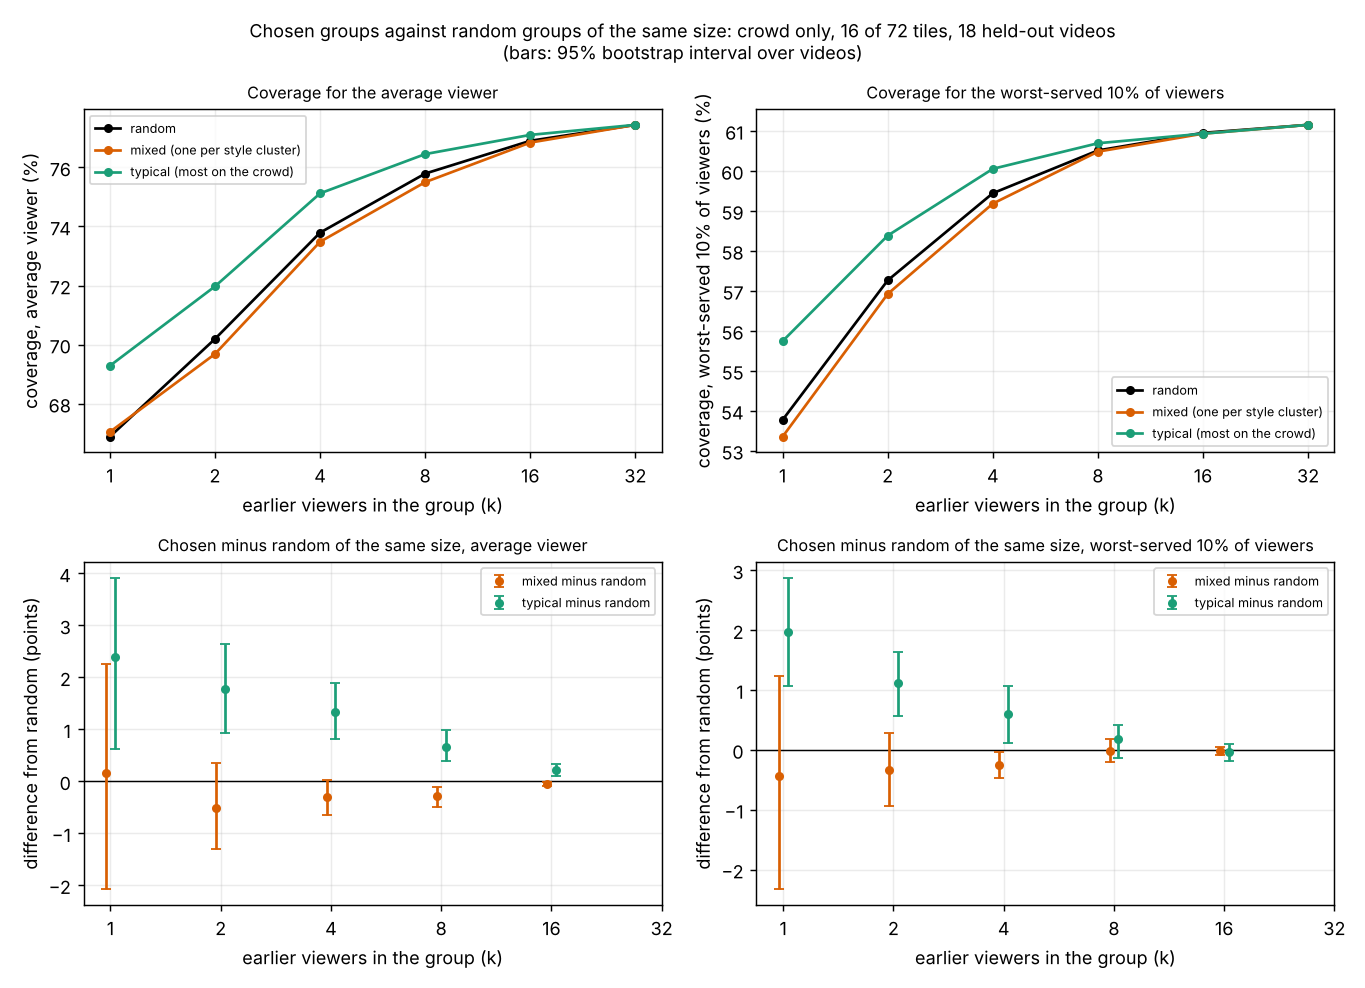 Chosen groups against random groups of the same size: crowd only, 16 of 72 tiles, 18 held-out videos
(bars: 95% bootstrap interval over videos)
Coverage for the average viewer
coverage, average viewer (%)
76
74
72
70
68
random
mixed (one per style cluster)
typical (most on the crowd)
1 2 4 8 16 32
earlier viewers in the group (k)
Coverage for the worst-served 10% of viewers
coverage, worst-served 10% of viewers (%)
61
60
59
58
57
56
55
54
53
random
mixed (one per style cluster)
typical (most on the crowd)
1 2 4 8 16 32
earlier viewers in the group (k)
Chosen minus random of the same size, average viewer
difference from random (points)
4
3
2
1
0
−1
−2
mixed minus random
typical minus random
1 2 4 8 16 32
earlier viewers in the group (k)
Chosen minus random of the same size, worst-served 10% of viewers
difference from random (points)
3
2
1
0
−1
−2
mixed minus random
typical minus random
1 2 4 8 16 32
earlier viewers in the group (k)